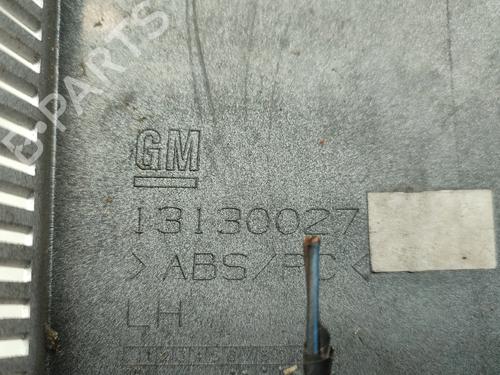 B-PARTS
GM
13130027
>ABS/PC<
LH